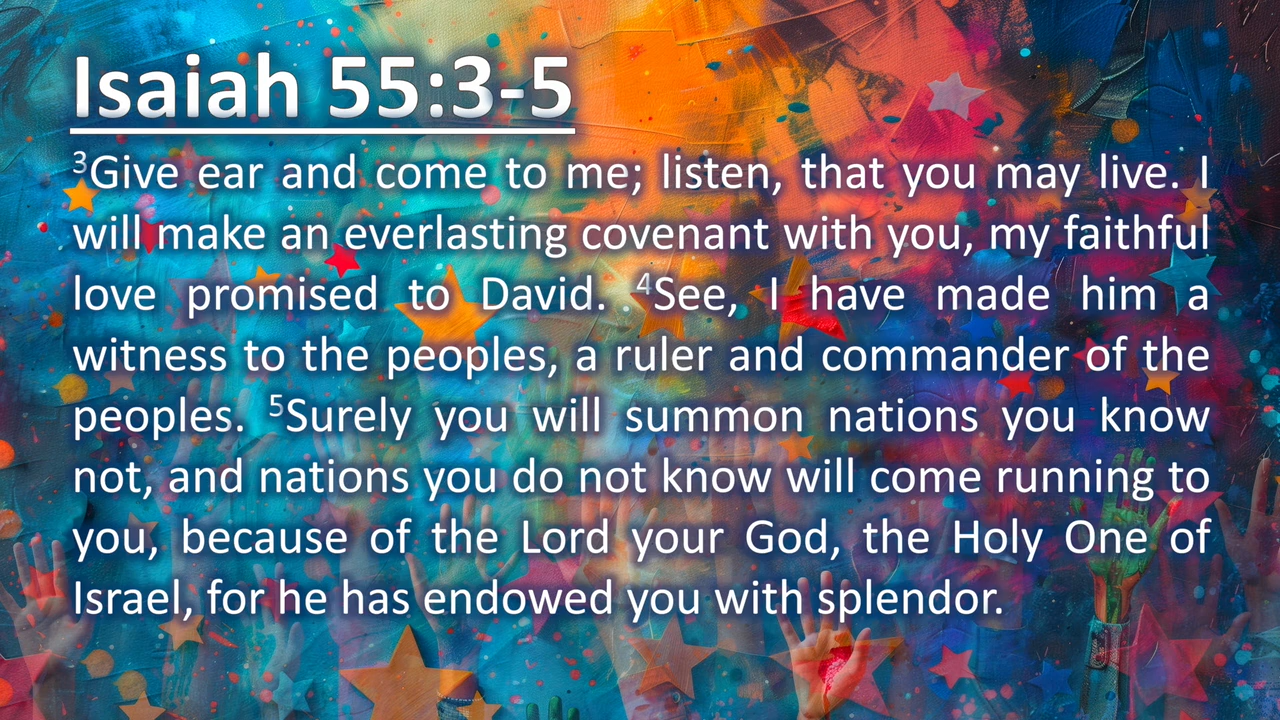 Isaiah 55:3-5
³Give ear and come to me; listen, that you may live. I
will make an everlasting covenant with you, my faithful
love promised to David. ⁴See, I have made him a
witness to the peoples, a ruler and commander of the
peoples. ⁵Surely you will summon nations you know
not, and nations you do not know will come running to
you, because of the Lord your God, the Holy One of
Israel, for he has endowed you with splendor.